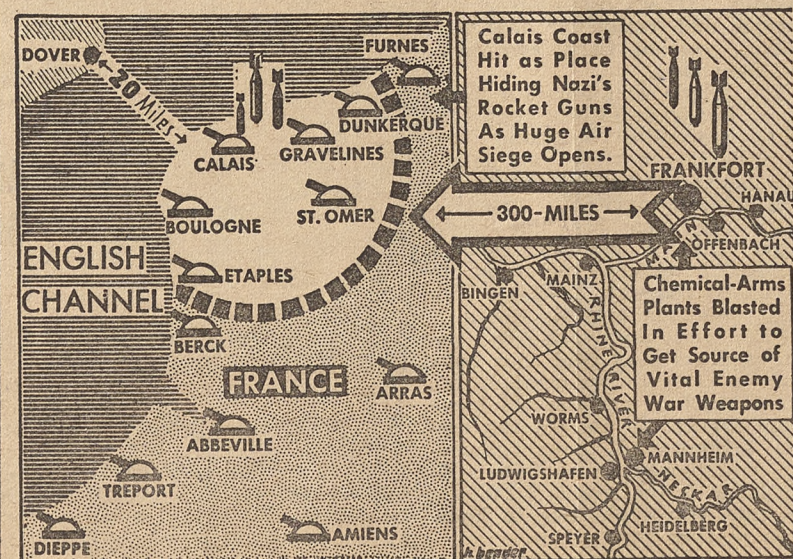 DOVER
20 MILES
FURNES
DUNKERQUE
CALAIS
GRAVELINES
BOULOGNE
ST. OMER
ENGLISH
CHANNEL
ETAPLES
BERCK
FRANCE
ARRAS
ABBEVILLE
TREPORT
DIEPPE
AMIENS
Calais Coast
Hit as Place
Hiding Nazi's
Rocket Guns
As Huge Air
Siege Opens.
FRANKFORT
HANAU
300-MILES
MAIN
OFFENBACH
BINGEN
MAINZ
RHINE RIVER
Chemical-Arms
Plants Blasted
In Effort to
Get Source of
Vital Enemy
War Weapons
WORMS
MANNHEIM
LUDWIGSHAFEN
NECKAR
HEIDELBERG
SPEYER
h. bender